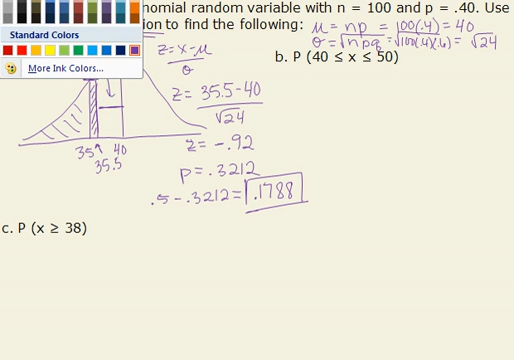 nomial random variable with n = 100 and p = .40. Use
Standard Colors
ion to find the following:
μ = np = 100(.4) = 40
σ = √npq = √100(.4)(.6) = √24
More Ink Colors...
b. P (40 ≤ x ≤ 50)
z = x - μ
σ
z = 35.5 - 40
√24
z = -.92
p = .3212
.5 - .3212 = .1788
35 40
35.5
c. P (x ≥ 38)